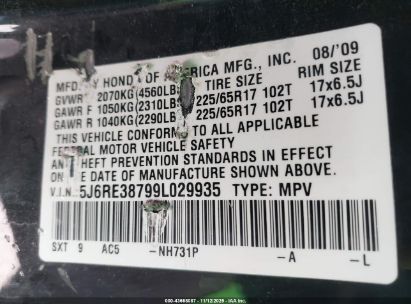 MFD. BY HONDA OF AMERICA MFG., INC. 08/'09
GVWR 2070KG(4560LB) TIRE SIZE RIM SIZE
GAWR F 1050KG(2310LB) 225/65R17 102T 17x6.5J
GAWR R 1040KG(2290LB) 225/65R17 102T 17x6.5J
THIS VEHICLE CONFORMS TO ALL APPLICABLE
FEDERAL MOTOR VEHICLE SAFETY
AND THEFT PREVENTION STANDARDS IN EFFECT
ON THE DATE OF MANUFACTURE SHOWN ABOVE.
V.I.N. 5J6RE38799L029935 TYPE: MPV
SXT 9 AC5 -NH731P -A -L